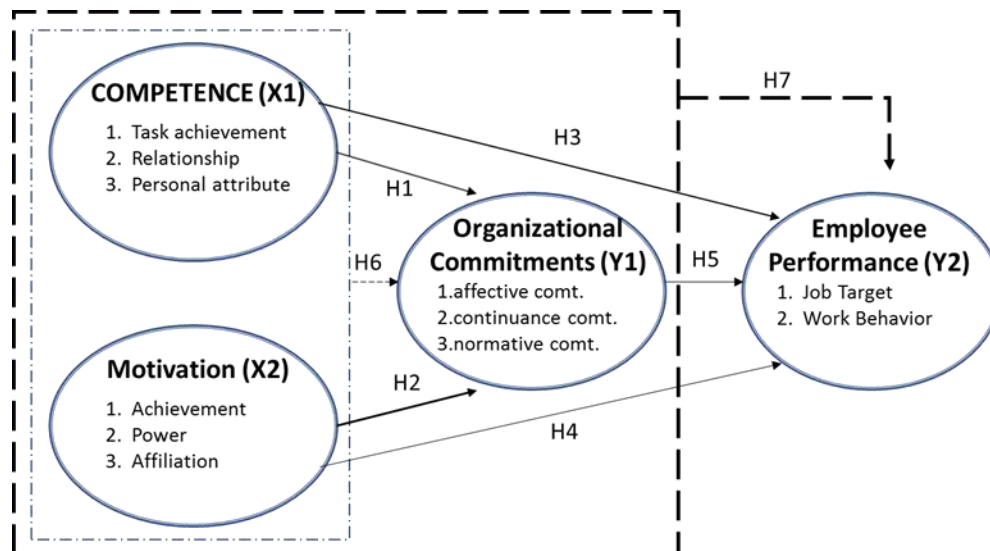 COMPETENCE (X1)
1. Task achievement
2. Relationship
3. Personal attribute
H1
H3
H7
H6
Organizational
Commitments (Y1)
1.affective comt.
2.continuance comt.
3.normative comt.
H5
Employee
Performance (Y2)
1. Job Target
2. Work Behavior
Motivation (X2)
1. Achievement
2. Power
3. Affiliation
H2
H4